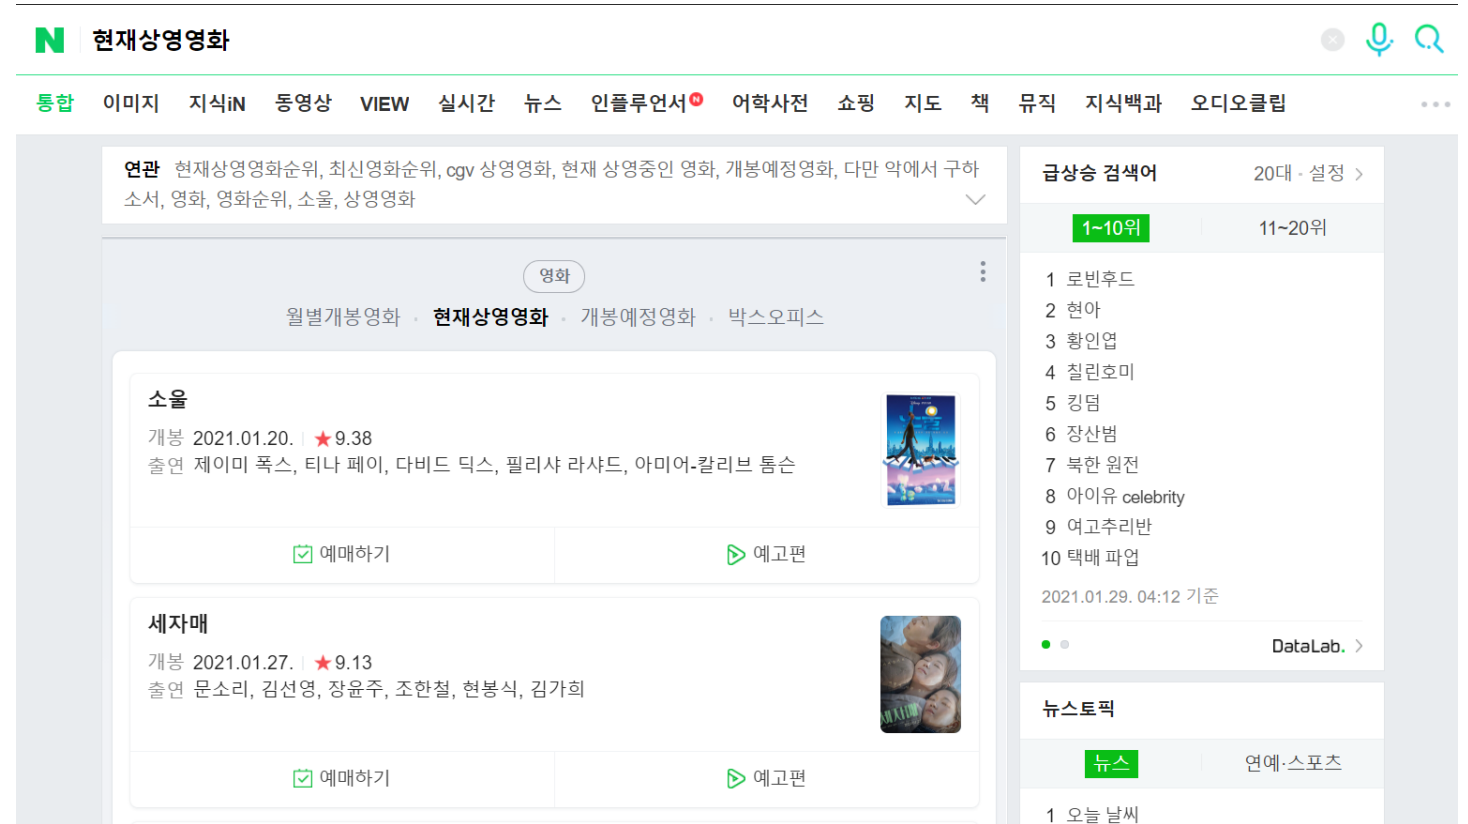 N 현재상영영화
통합 이미지 지식iN 동영상 VIEW 실시간 뉴스 인플루언서 N 어학사전 쇼핑 지도 책 뮤직 지식백과 오디오클립
연관 현재상영영화순위, 최신영화순위, cgv 상영영화, 현재 상영중인 영화, 개봉예정영화, 다만 악에서 구하
소서, 영화, 영화순위, 소울, 상영영화
영화
월별개봉영화 · 현재상영영화 · 개봉예정영화 · 박스오피스
소울
개봉 2021.01.20. ★9.38
출연 제이미 폭스, 티나 페이, 다비드 딕스, 필리샤 라샤드, 아미어-칼리브 톰슨
소울
예매하기 예고편
세자매
개봉 2021.01.27. ★9.13
출연 문소리, 김선영, 장윤주, 조한철, 현봉식, 김가희
세자매
예매하기 예고편
급상승 검색어 20대 · 설정
1~10위 11~20위
1 로빈후드
2 현아
3 황인엽
4 칠린호미
5 킹덤
6 장산범
7 북한 원전
8 아이유 celebrity
9 여고추리반
10 택배 파업
2021.01.29. 04:12 기준
DataLab.
뉴스토픽
뉴스 연예·스포츠
1 오늘 날씨